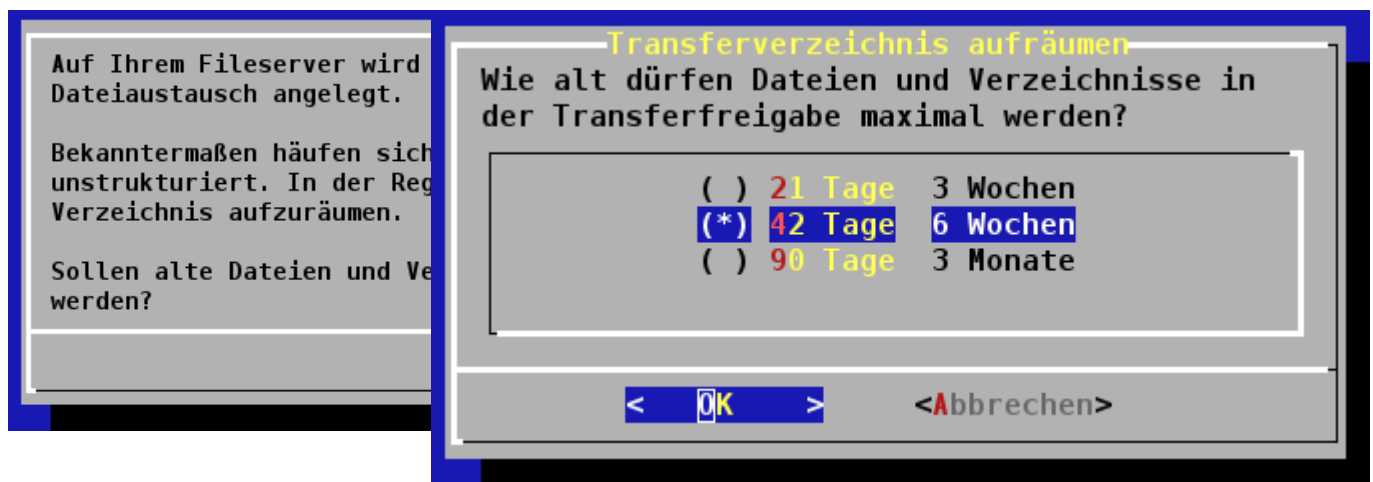 Auf Ihrem Fileserver wird
Dateiaustausch angelegt.
Bekanntermaßen häufen sich
unstrukturiert. In der Reg
Verzeichnis aufzuräumen.
Sollen alte Dateien und Ve
werden?
Transferverzeichnis aufräumen
Wie alt dürfen Dateien und Verzeichnisse in
der Transferfreigabe maximal werden?
( ) 21 Tage 3 Wochen
(*) 42 Tage 6 Wochen
( ) 90 Tage 3 Monate
< OK > <Abbrechen>